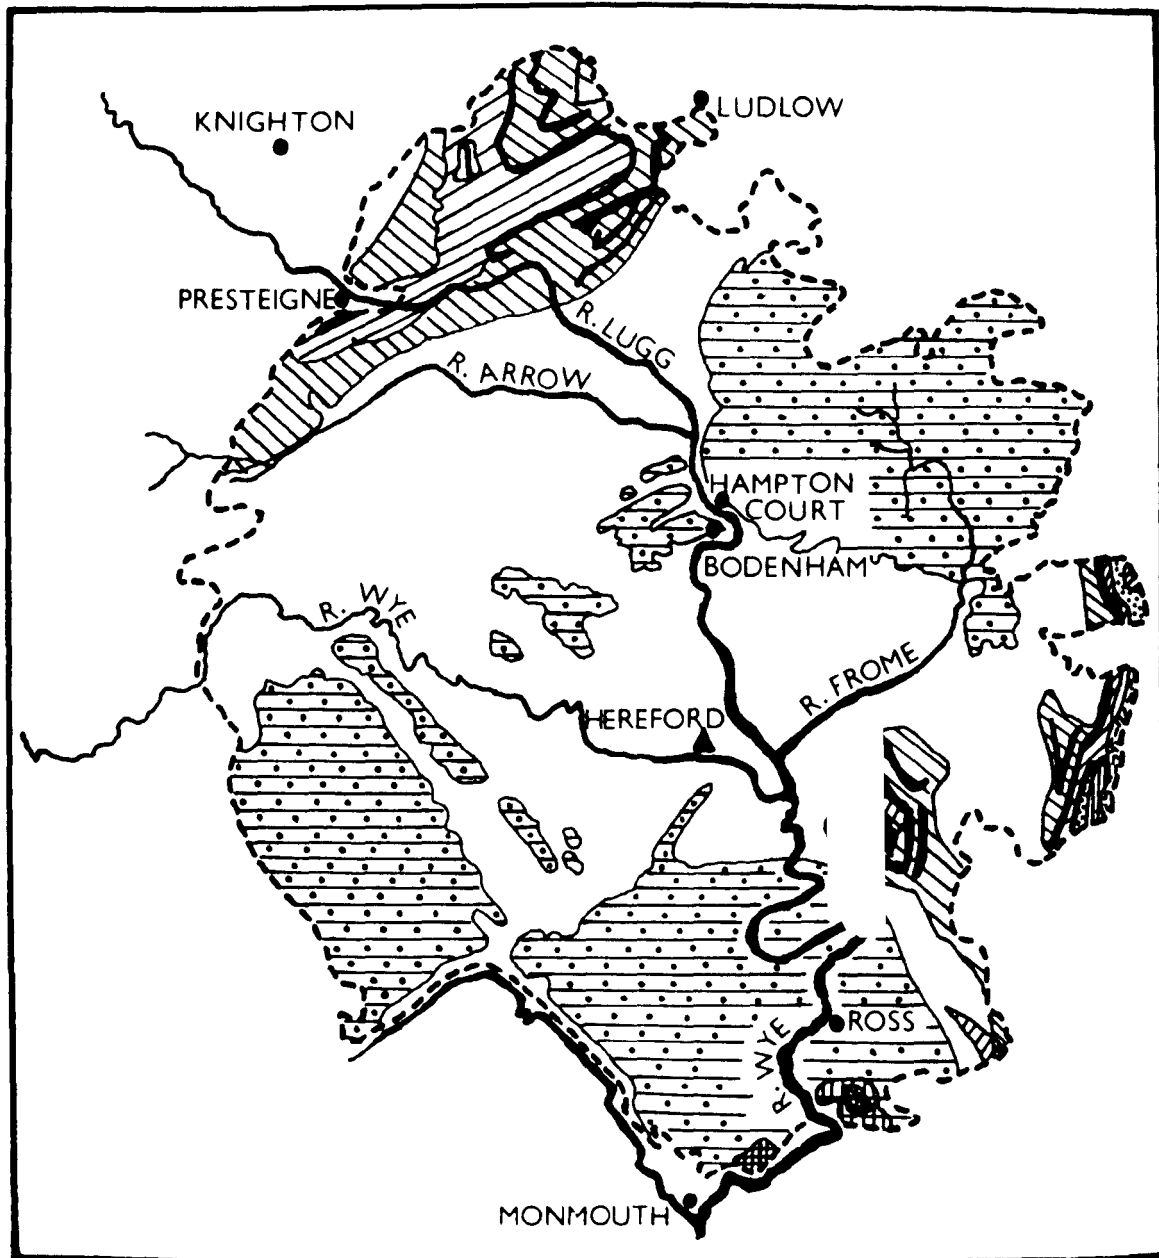 LUDLOW
KNIGHTON
PRESTEIGNE
R. LUGG
R. ARROW
HAMPTON
COURT
BODENHAM
R. WYE
R. FROME
HEREFORD
ROSS
R. WYE
MONMOUTH